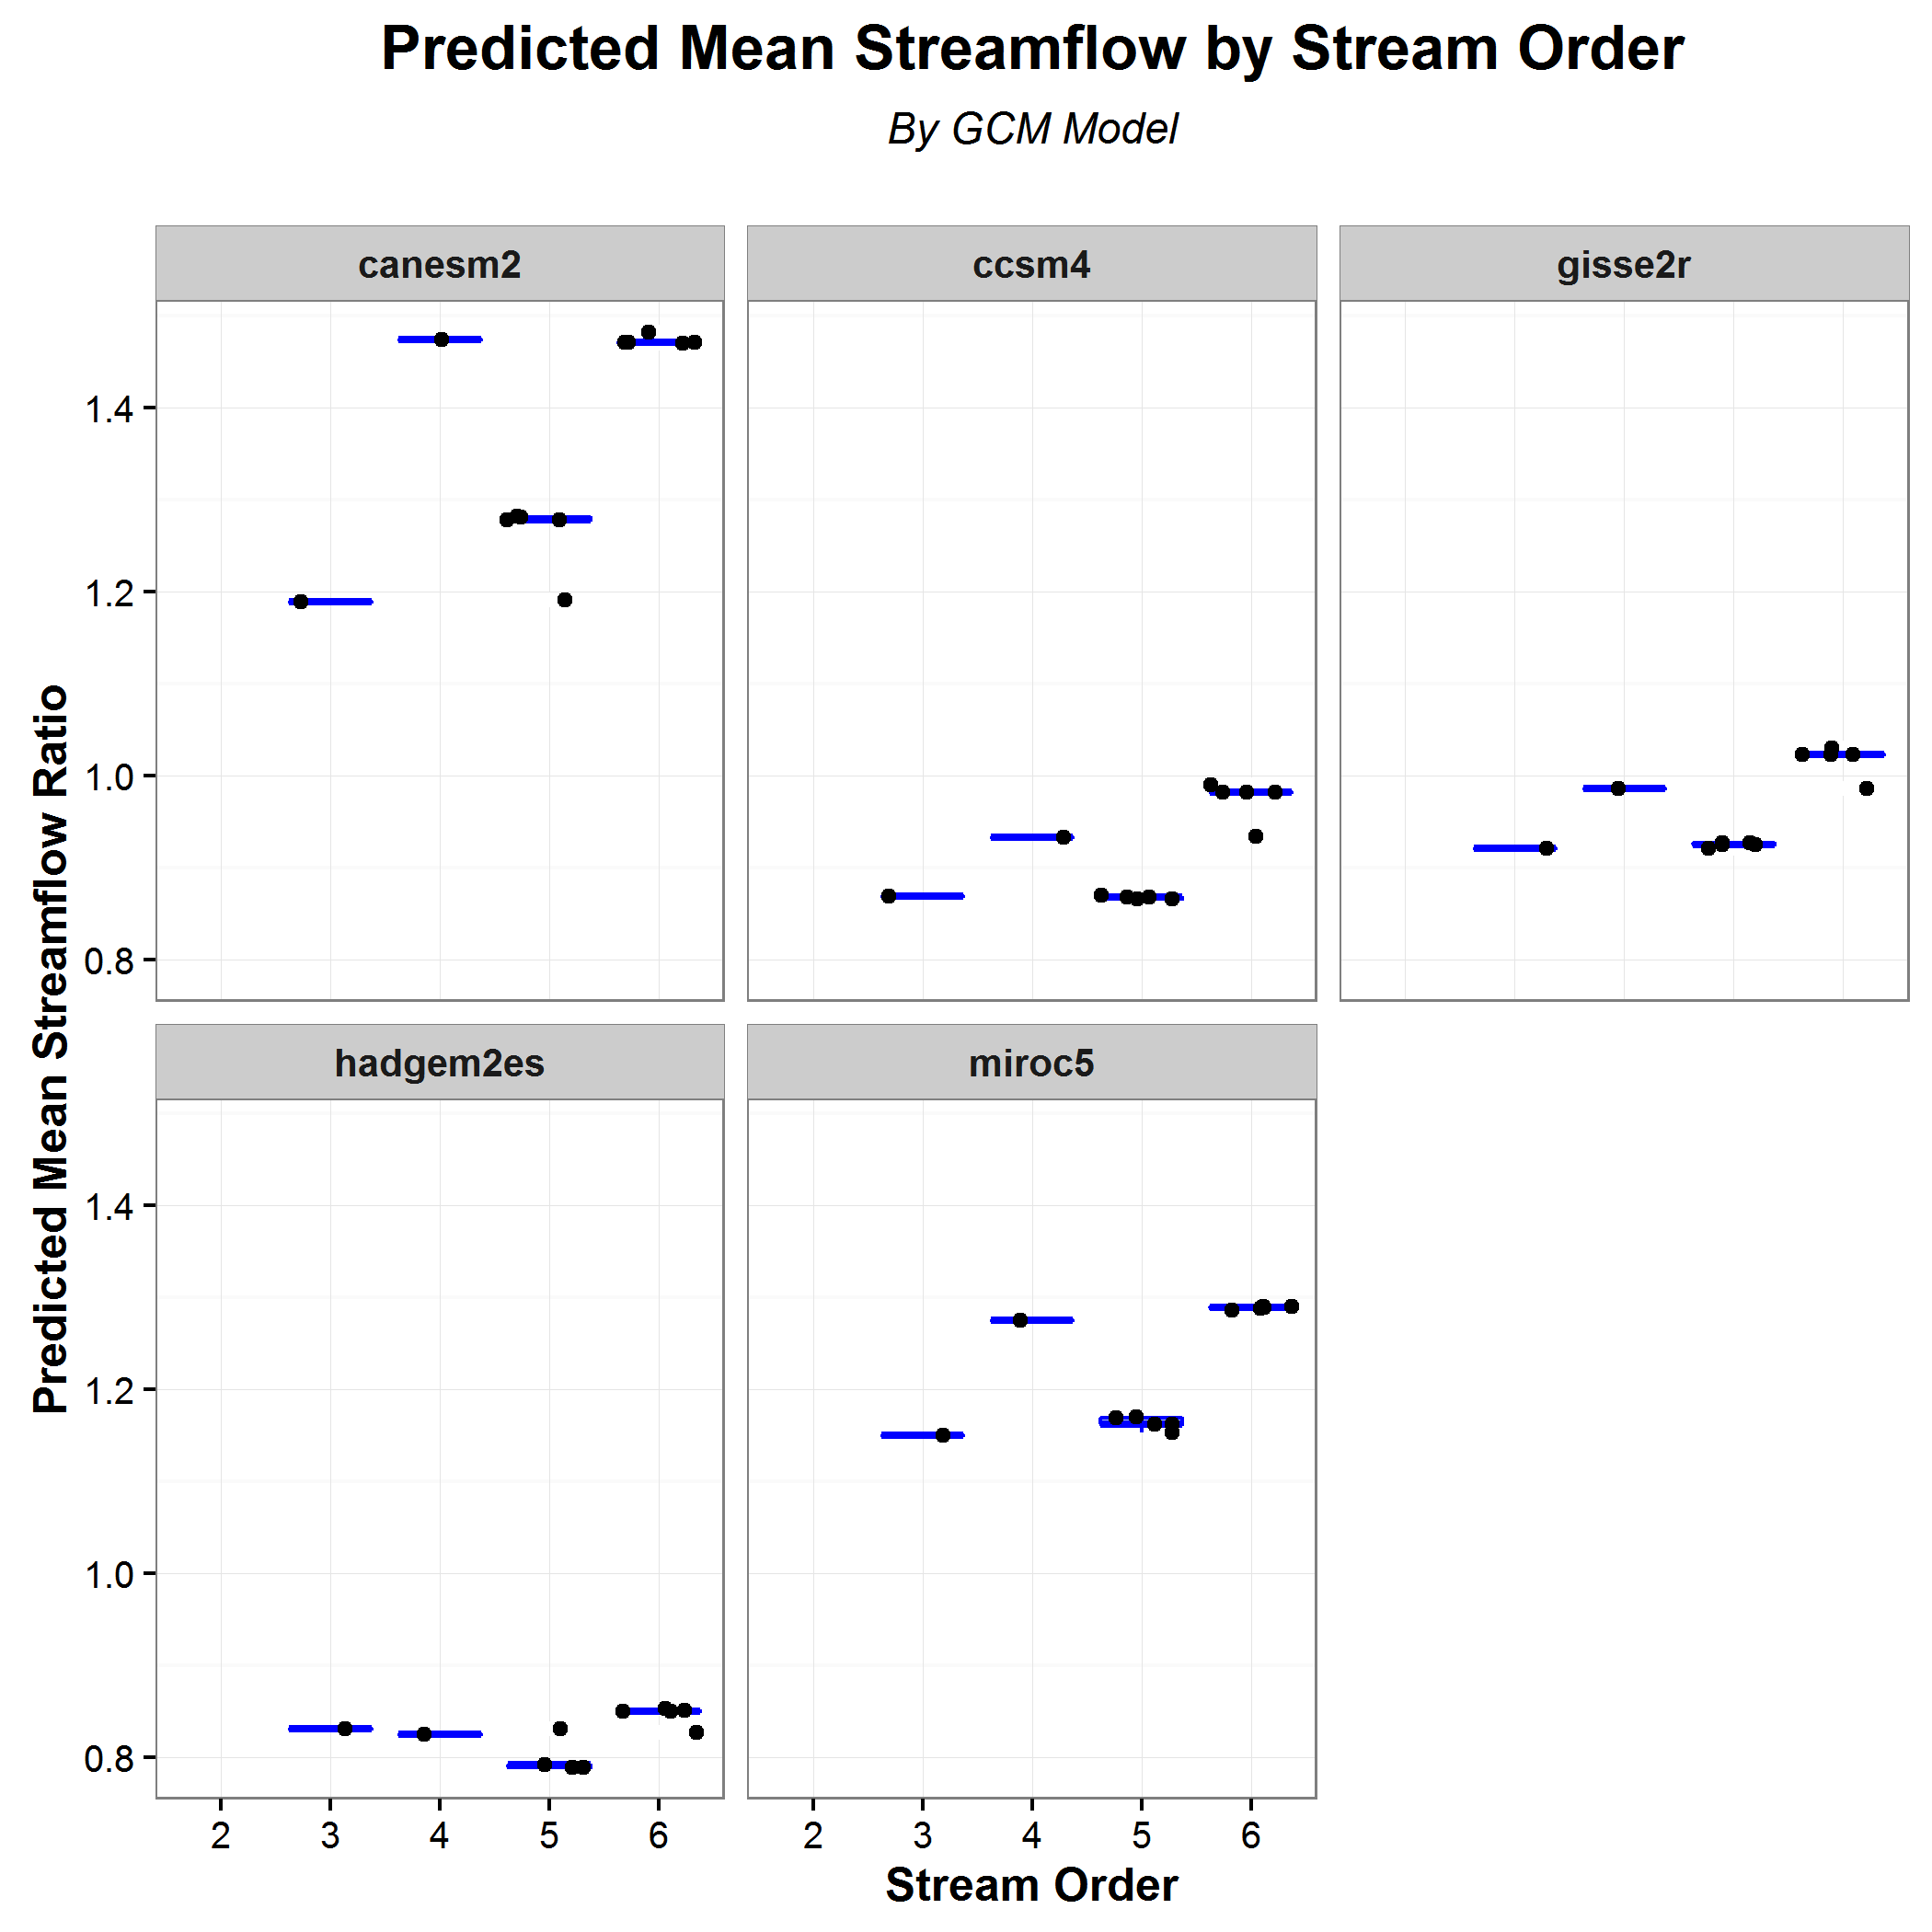 Predicted Mean Streamflow by Stream Order
By GCM Model
canesm2
ccsm4
gisse2r
1.4
1.2
1.0
0.8
Predicted Mean Streamflow Ratio
hadgem2es
miroc5
1.4
1.2
1.0
0.8
2 3 4 5 6
2 3 4 5 6
Stream Order